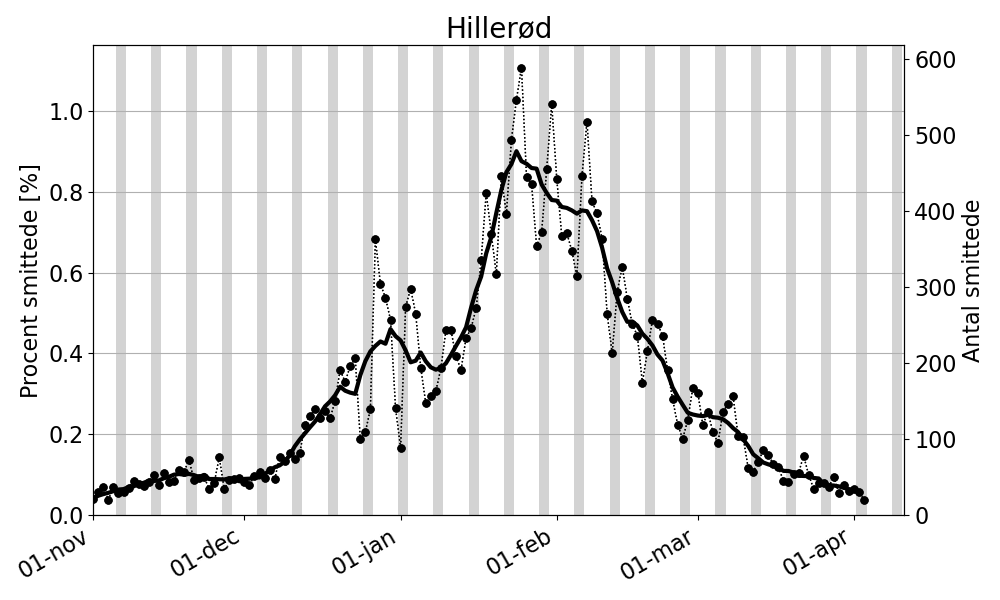 Hillerød
Procent smittede [%]
1.0
0.8
0.6
0.4
0.2
0.0
600
500
400
300
200
100
0
Antal smittede
01-nov
01-dec
01-jan
01-feb
01-mar
01-apr